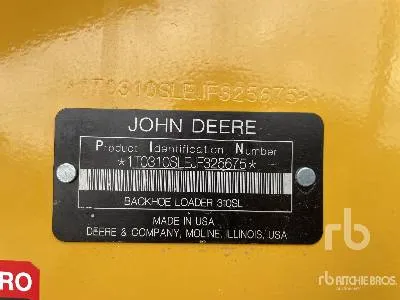 *1T0310SLEJF325675*
JOHN DEERE
Product Identification Number
*1T0310SLEJF325675*
BACKHOE LOADER 310SL
MADE IN USA
DEERE & COMPANY, MOLINE, ILLINOIS, USA
rb
RITCHIE BROS.
RO